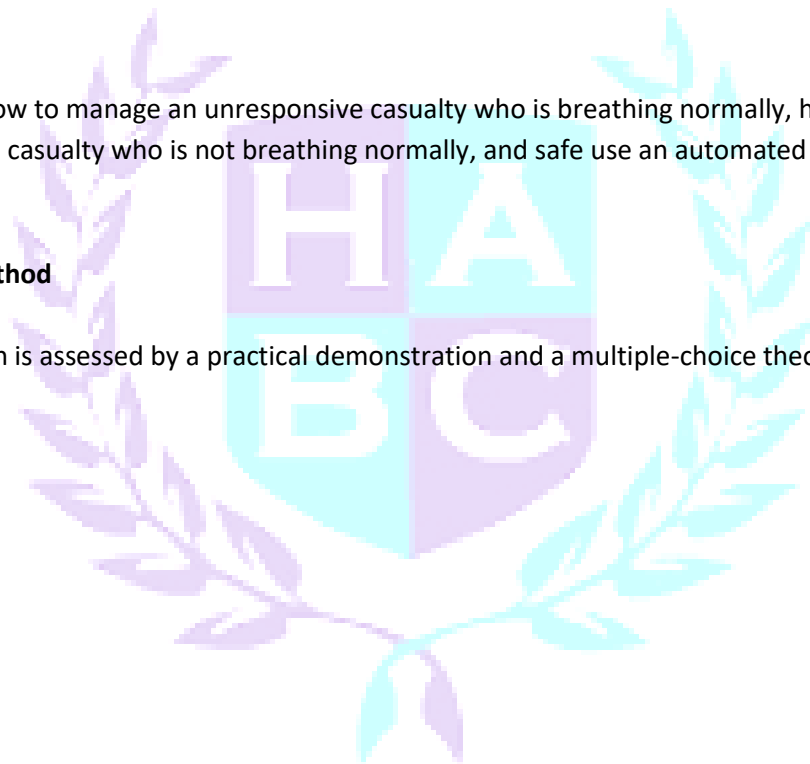 ow to manage an unresponsive casualty who is breathing normally, h
casualty who is not breathing normally, and safe use an automated
thod
n is assessed by a practical demonstration and a multiple-choice theo
H A
B C